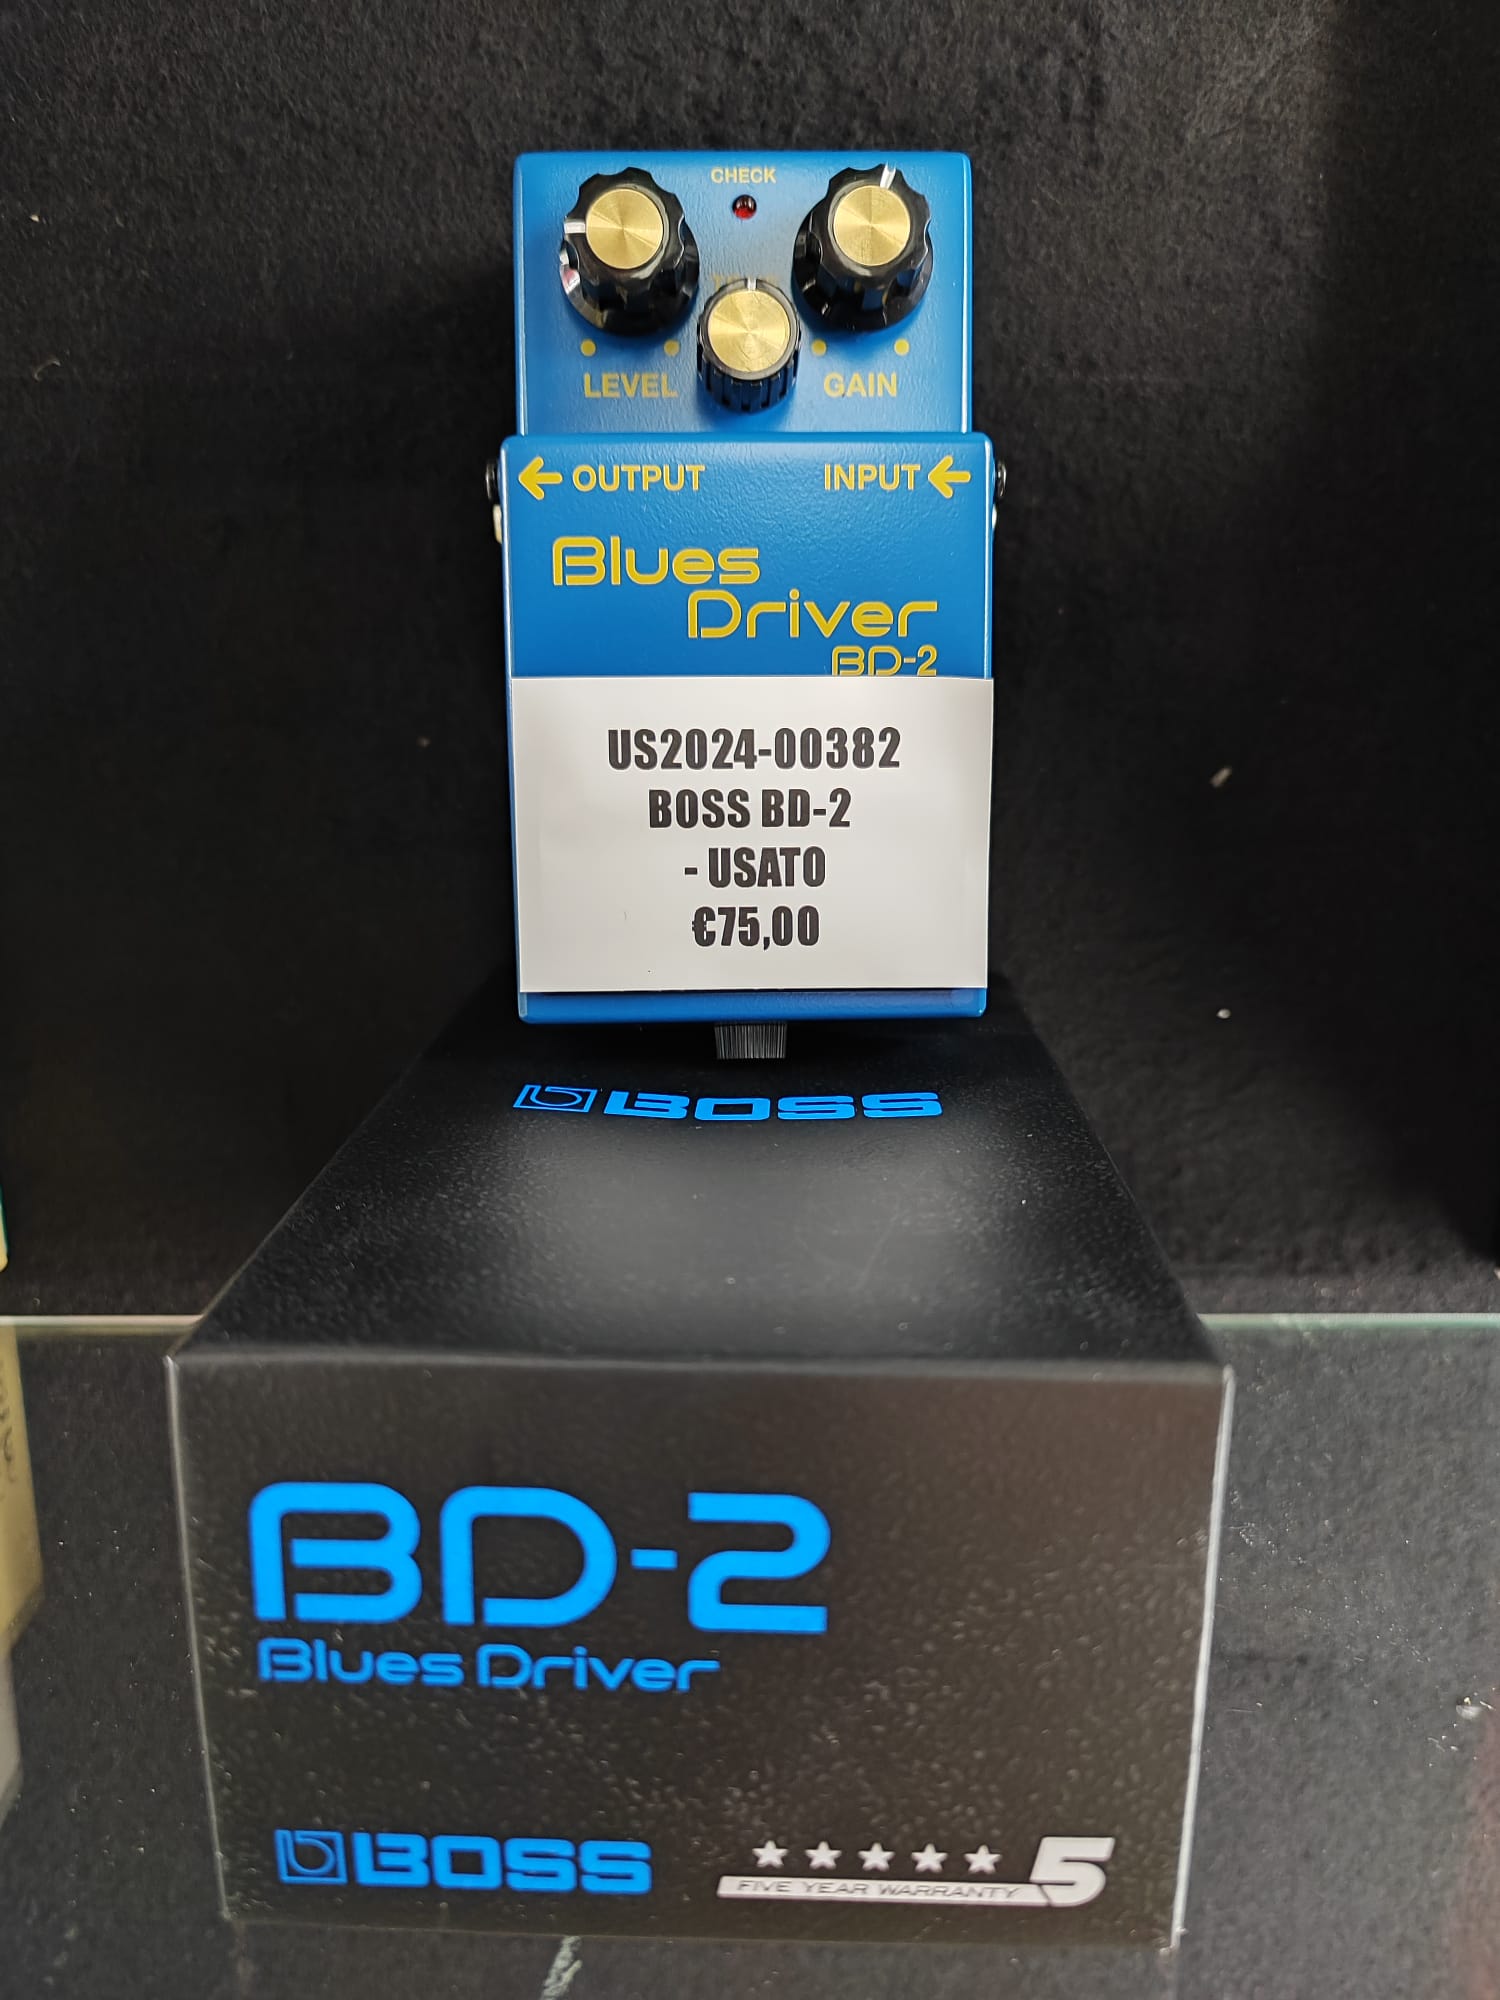 CHECK
LEVEL
GAIN
OUTPUT
INPUT
Blues
Driver
BD-2
US2024-00382
BOSS BD-2
- USATO
€75,00
BOSS
BD-2
Blues Driver
BOSS
5
FIVE YEAR WARRANTY